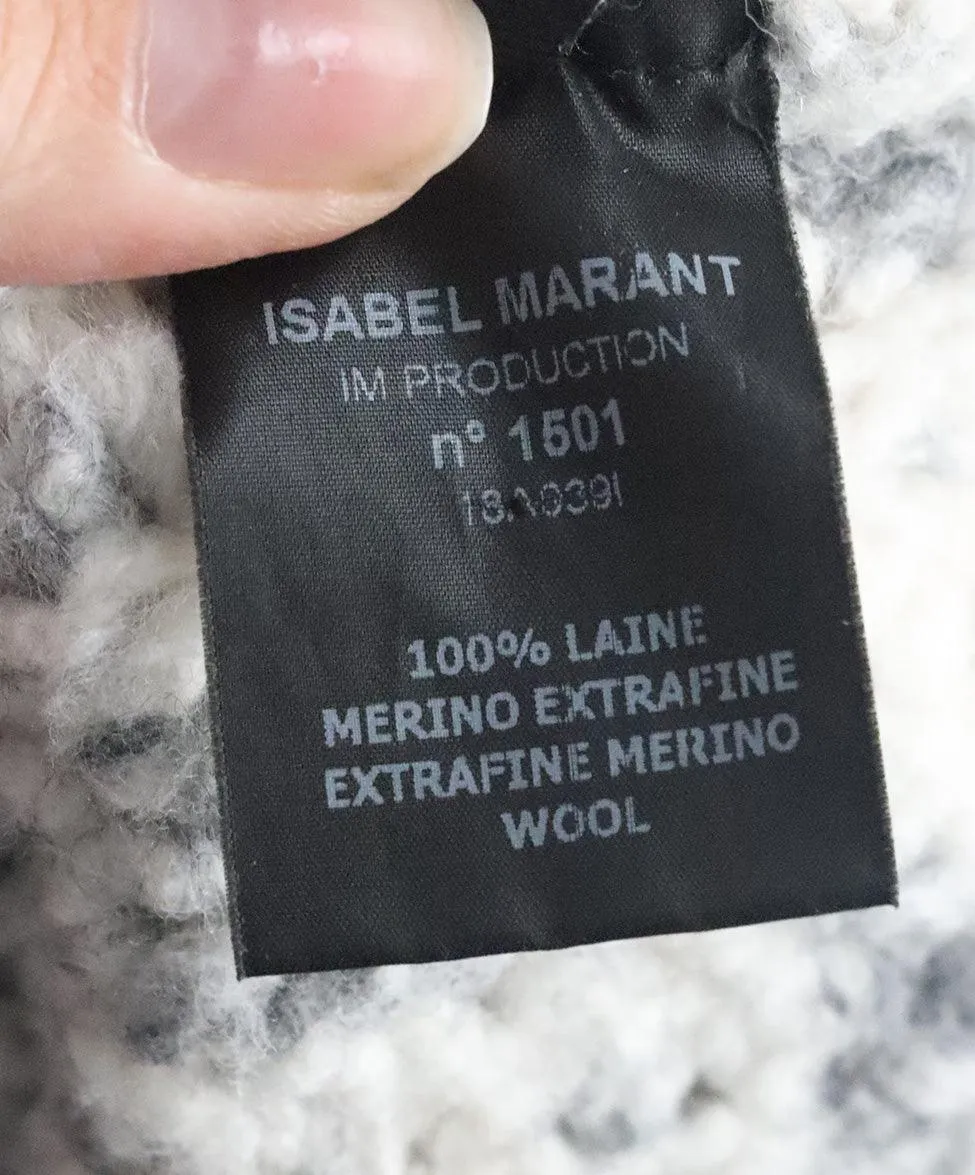 ISABEL MARANT
IM PRODUCTION
n° 1501
100% LAINE
MERINO EXTRAFINE
EXTRAFINE MERINO
WOOL